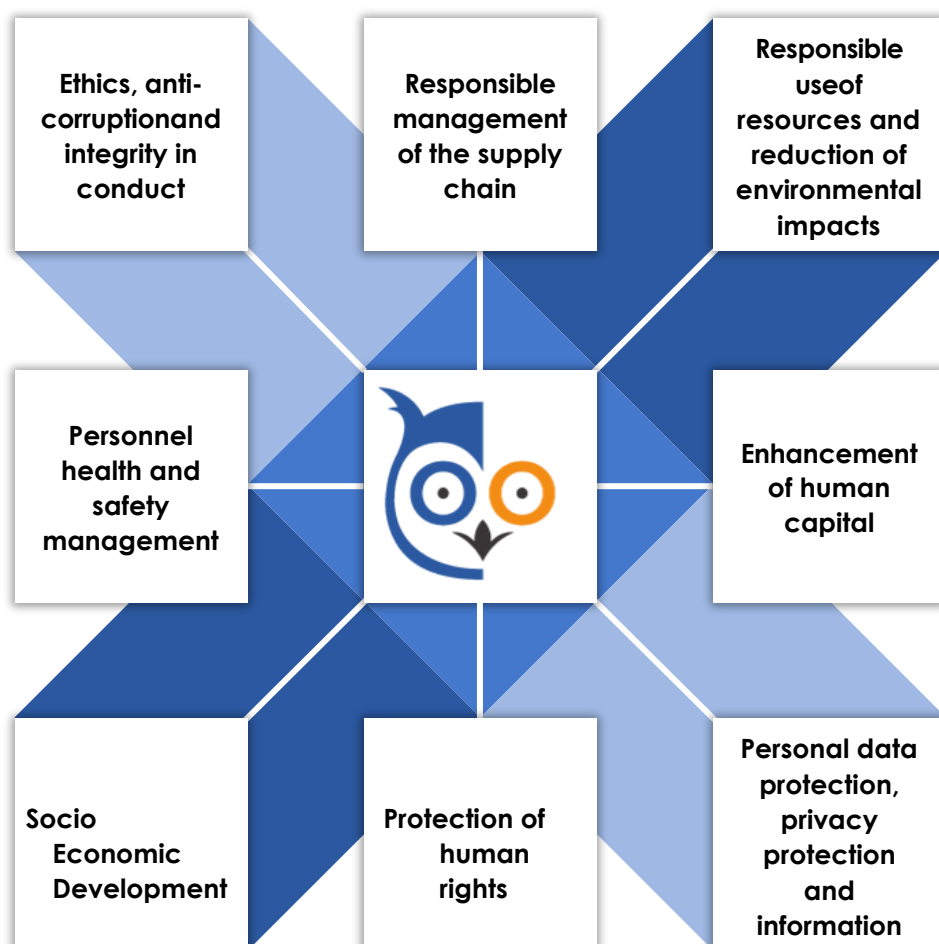 Ethics, anti-
corruptionand
integrity in
conduct
Responsible
management
of the supply
chain
Responsible
useof
resources and
reduction of
environmental
impacts
Personnel
health and
safety
management
Enhancement
of human
capital
Socio
Economic
Development
Protection of
human
rights
Personal data
protection,
privacy
protection
and
information